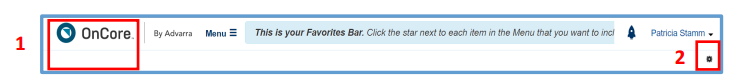 1
OnCore.
By Advarra
Menu
This is your Favorites Bar. Click the star next to each item in the Menu that you want to incl
Patricia Stamm
2